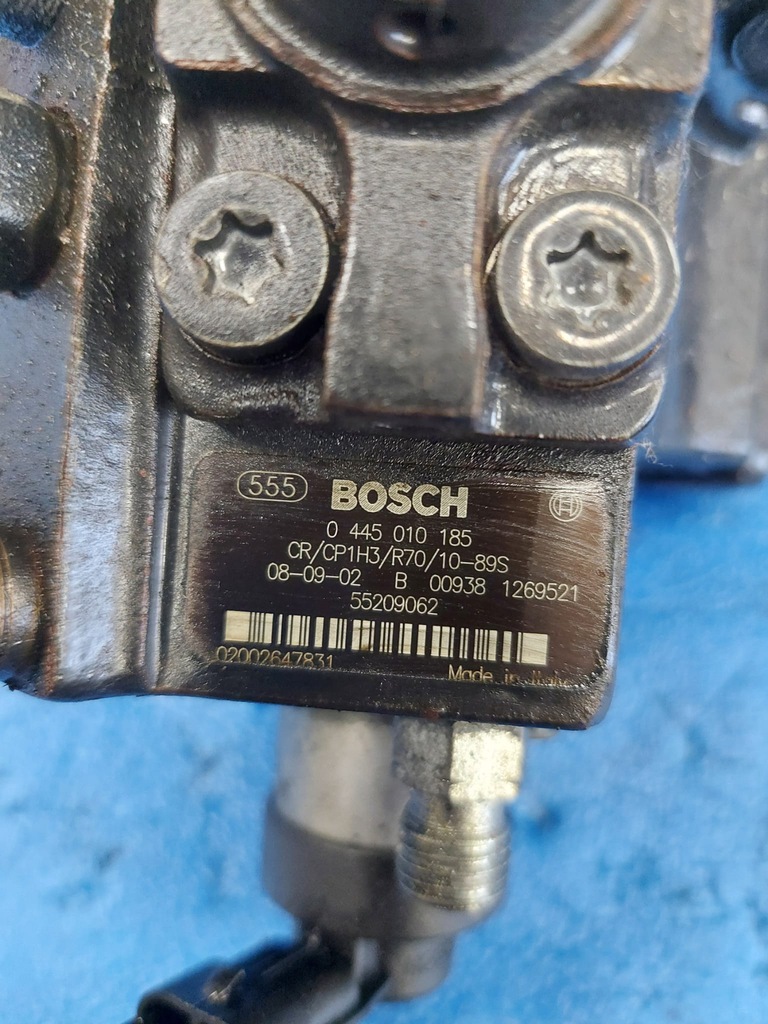 555 BOSCH
0 445 010 185
CR/CP1H3/R70/10-89S
08-09-02 B 00938 1269521
55209062
02002647831 Made in Italy